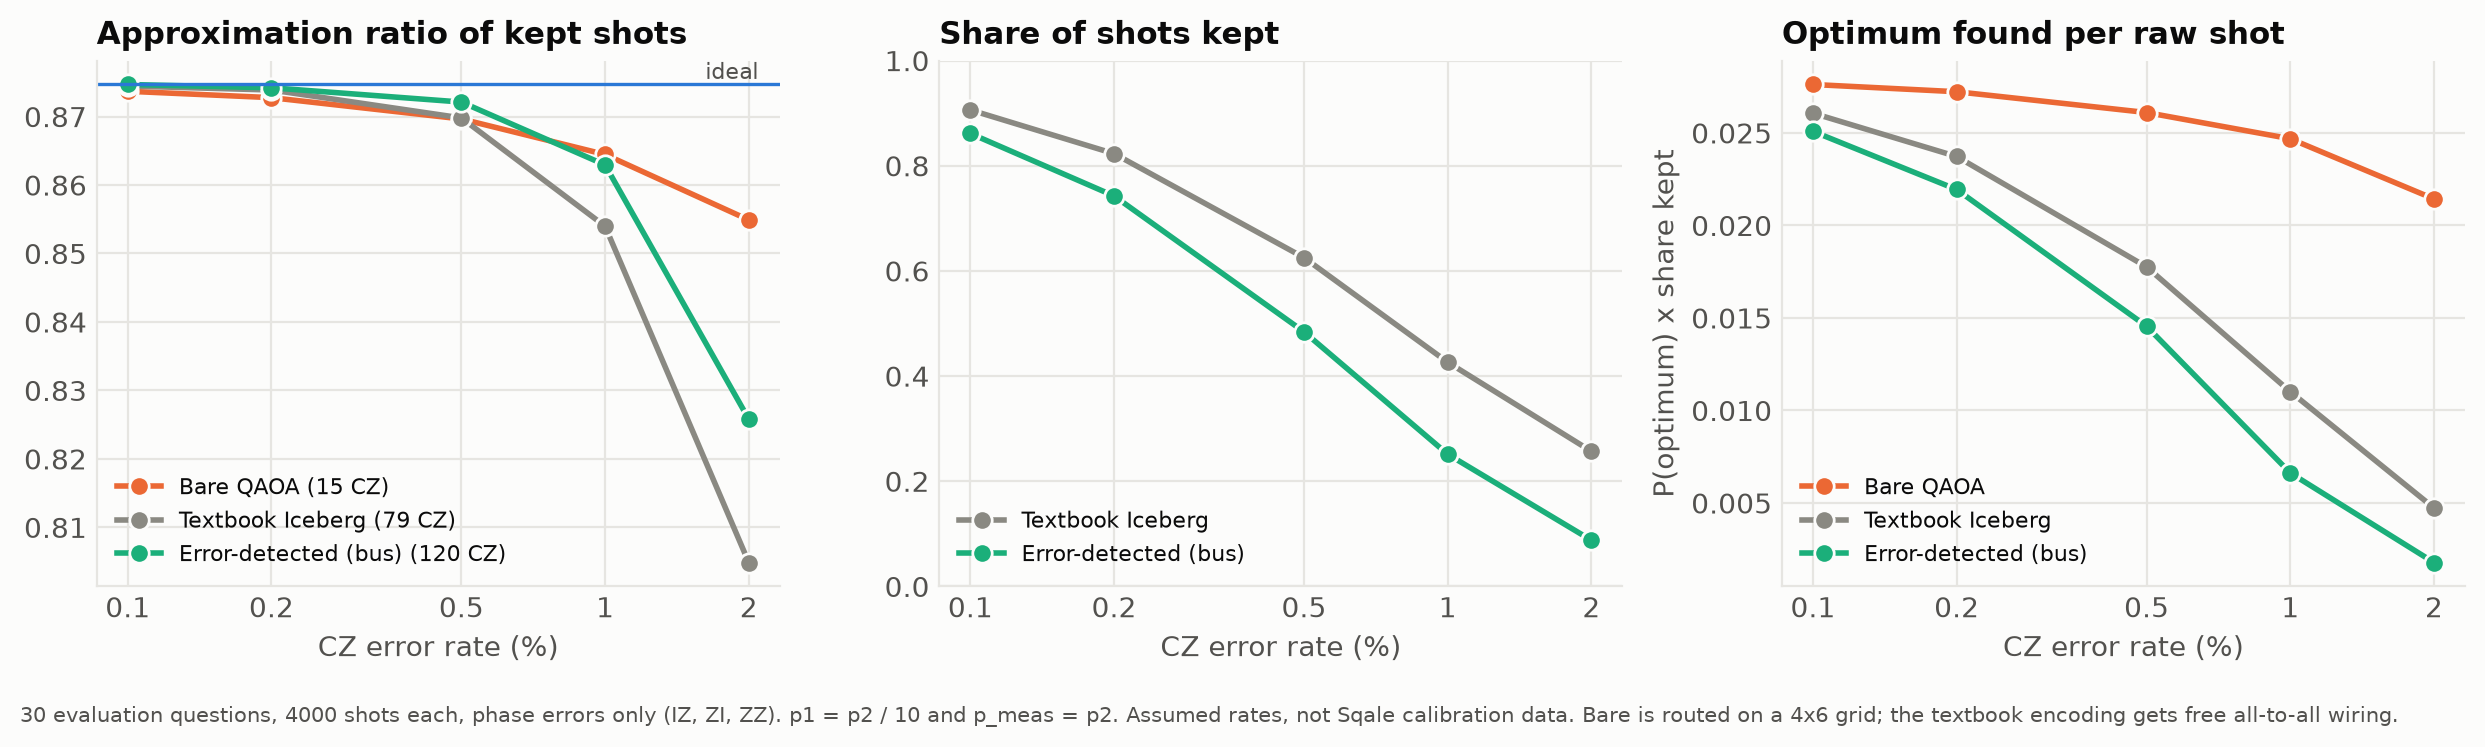 Approximation ratio of kept shots
ideal
0.87
0.86
0.85
0.84
0.83
0.82
0.81
Bare QAOA (15 CZ)
Textbook Iceberg (79 CZ)
Error-detected (bus) (120 CZ)
0.1 0.2 0.5 1 2
CZ error rate (%)
Share of shots kept
1.0
0.8
0.6
0.4
0.2
0.0
Textbook Iceberg
Error-detected (bus)
0.1 0.2 0.5 1 2
CZ error rate (%)
Optimum found per raw shot
P(optimum) x share kept
0.025
0.020
0.015
0.010
0.005
Bare QAOA
Textbook Iceberg
Error-detected (bus)
0.1 0.2 0.5 1 2
CZ error rate (%)
30 evaluation questions, 4000 shots each, phase errors only (IZ, ZI, ZZ). p1 = p2 / 10 and p_meas = p2. Assumed rates, not Sqale calibration data. Bare is routed on a 4x6 grid; the textbook encoding gets free all-to-all wiring.